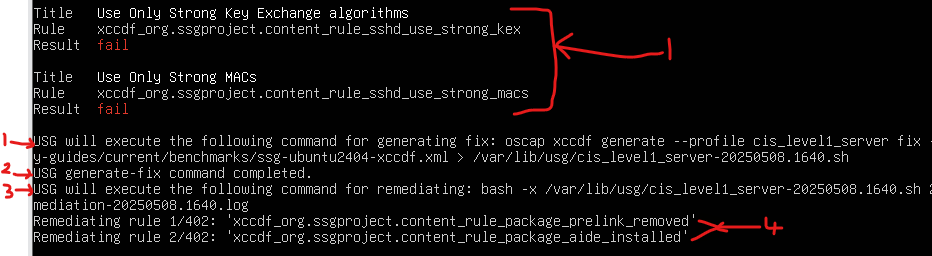 Title Use Only Strong Key Exchange algorithms
Rule xccdf_org.ssgproject.content_rule_sshd_use_strong_kex
Result fail
1
Title Use Only Strong MACs
Rule xccdf_org.ssgproject.content_rule_sshd_use_strong_macs
Result fail
1 USG will execute the following command for generating fix: oscap xccdf generate --profile cis_level1_server fix -
y-guides/current/benchmarks/ssg-ubuntu2404-xccdf.xml > /var/lib/usg/cis_level1_server-20250508.1640.sh
2 USG generate-fix command completed.
3 USG will execute the following command for remediating: bash -x /var/lib/usg/cis_level1_server-20250508.1640.sh 2
mediation-20250508.1640.log
Remediating rule 1/402: 'xccdf_org.ssgproject.content_rule_package_prelink_removed'
4
Remediating rule 2/402: 'xccdf_org.ssgproject.content_rule_package_aide_installed'